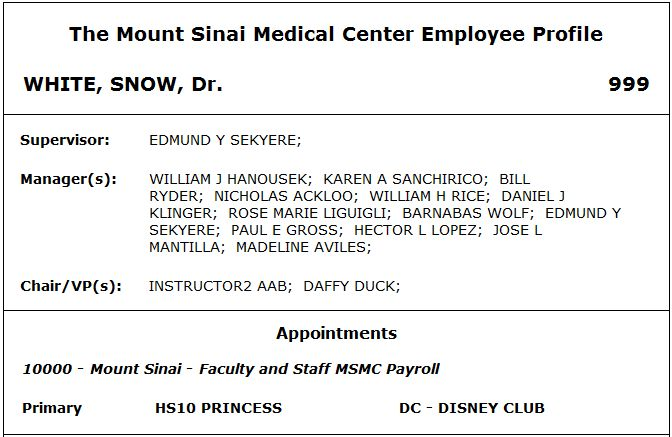 The Mount Sinai Medical Center Employee Profile
WHITE, SNOW, Dr. 999
Supervisor: EDMUND Y SEKYERE;
Manager(s): WILLIAM J HANOUSEK; KAREN A SANCHIRICO; BILL
RYDER; NICHOLAS ACKLOO; WILLIAM H RICE; DANIEL J
KLINGER; ROSE MARIE LIGUIGLI; BARNABAS WOLF; EDMUND Y
SEKYERE; PAUL E GROSS; HECTOR L LOPEZ; JOSE L
MANTILLA; MADELINE AVILES;
Chair/VP(s): INSTRUCTOR2 AAB; DAFFY DUCK;
Appointments
10000 - Mount Sinai - Faculty and Staff MSMC Payroll
Primary HS10 PRINCESS DC - DISNEY CLUB